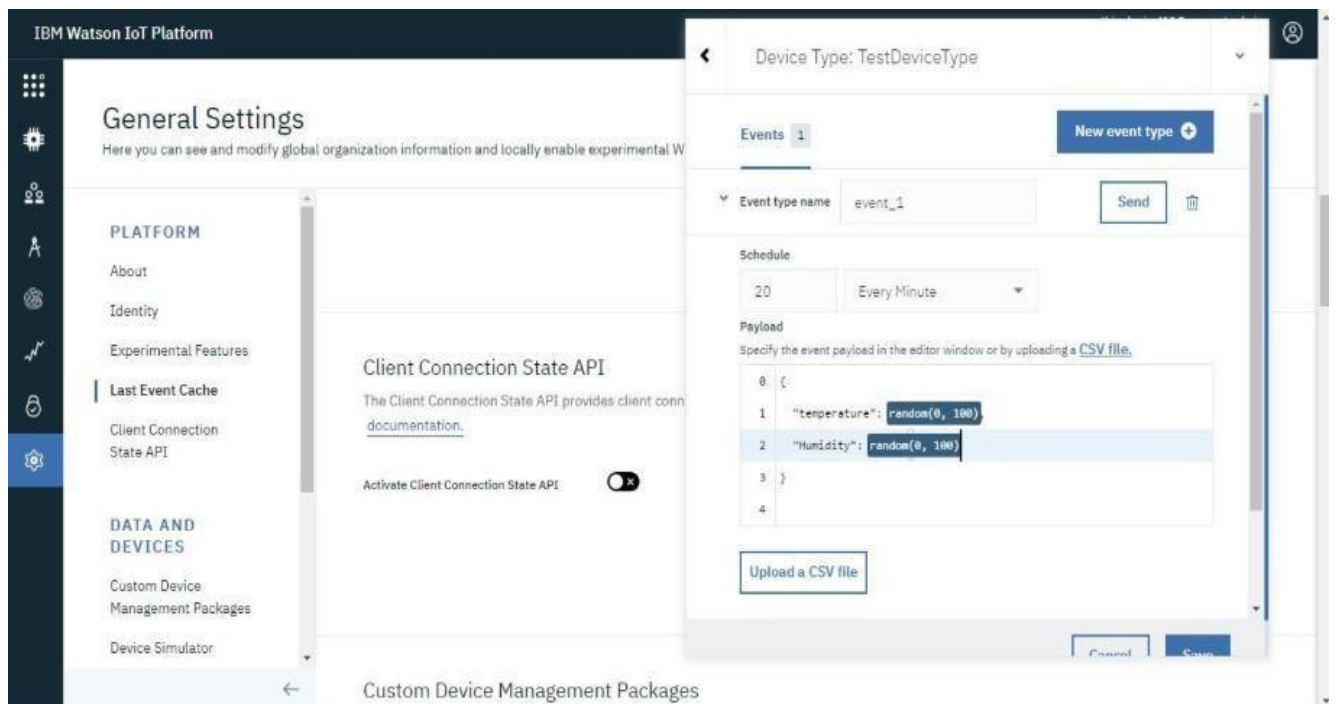 IBM Watson IoT Platform
General Settings
Here you can see and modify global organization information and locally enable experimental W
PLATFORM
About
Identity
Experimental Features
Last Event Cache
Client Connection
State API
DATA AND
DEVICES
Custom Device
Management Packages
Device Simulator
Client Connection State API
The Client Connection State API provides client conn
documentation.
Activate Client Connection State API
Custom Device Management Packages
Device Type: TestDeviceType
Events 1
New event type
Event type name event_1 Send
Schedule
20 Every Minute
Payload
Specify the event payload in the editor window or by uploading a CSV file.
0 {
1 "temperature": random(0, 100),
2 "Humidity": random(0, 100)
3 }
4
Upload a CSV file
Cancel Save